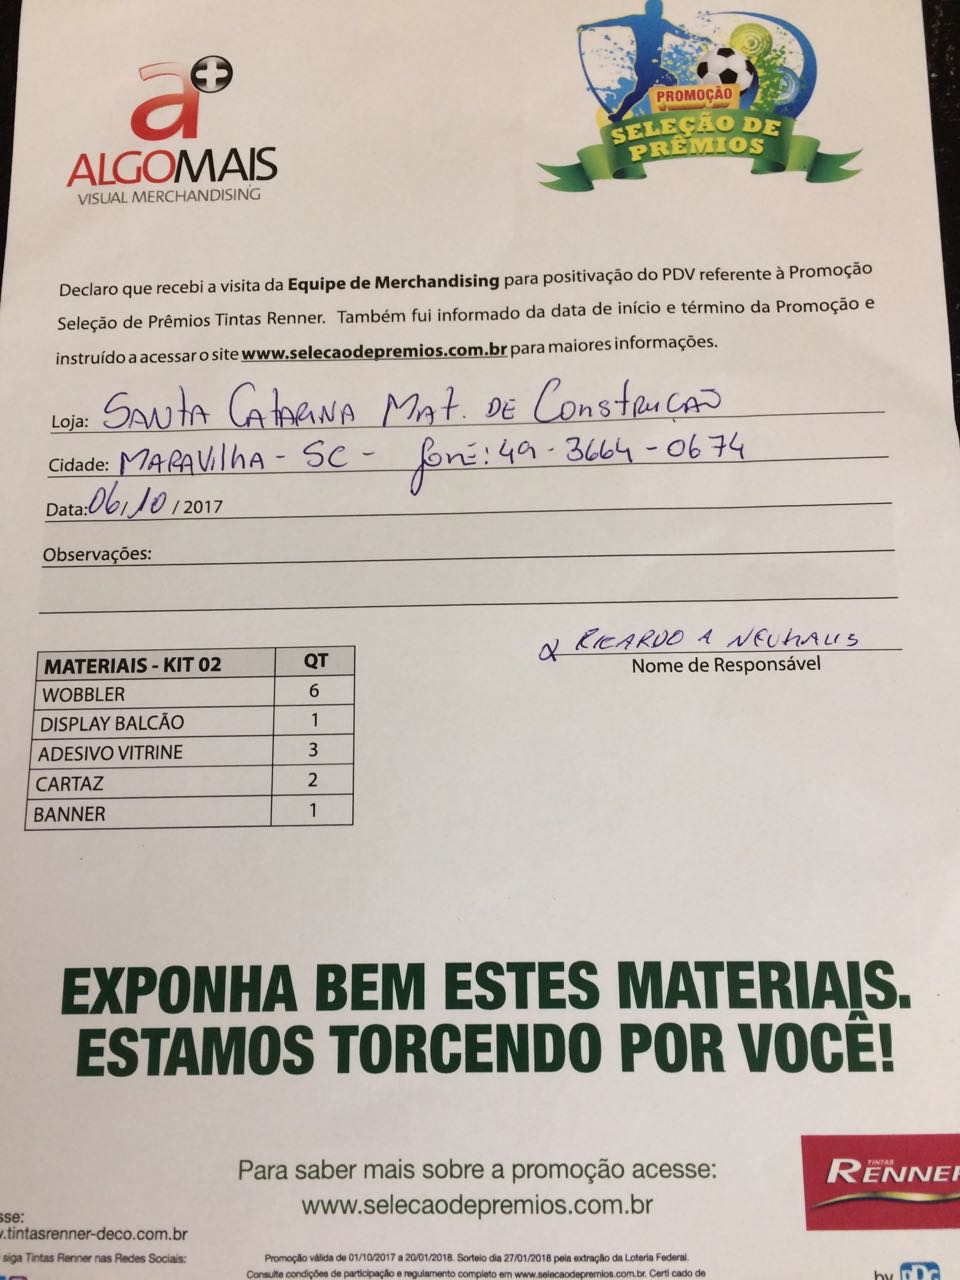 a+
ALGOMAIS
VISUAL MERCHANDISING
PROMOÇÃO
SELEÇÃO DE
PRÊMIOS
Declaro que recebi a visita da Equipe de Merchandising para positivação do PDV referente à Promoção
Seleção de Prêmios Tintas Renner. Também fui informado da data de início e término da Promoção e
instruído a acessar o site www.selecaodepremios.com.br para maiores informações.
Loja: SANTA CATARINA MAT. DE CONSTRUÇÃO
Cidade: MARAVILHA - SC - fone: 49 - 3664 - 0674
Data: 06/10 / 2017
Observações:
RICARDO A NEUHAUS
Nome de Responsável
MATERIAIS - KIT 02 QT
WOBBLER 6
DISPLAY BALCÃO 1
ADESIVO VITRINE 3
CARTAZ 2
BANNER 1
EXPONHA BEM ESTES MATERIAIS.
ESTAMOS TORCENDO POR VOCÊ!
Para saber mais sobre a promoção acesse:
www.selecaodepremios.com.br
TINTAS
RENNER
sse:
.tintasrenner-deco.com.br
siga Tintas Renner nas Redes Sociais:
Promoção válida de 01/10/2017 a 20/01/2018. Sorteio dia 27/01/2018 pela extração da Loteria Federal.
Consulte condições de participação e regulamento completo em www.selecaodepremios.com.br. Certi cado de
by